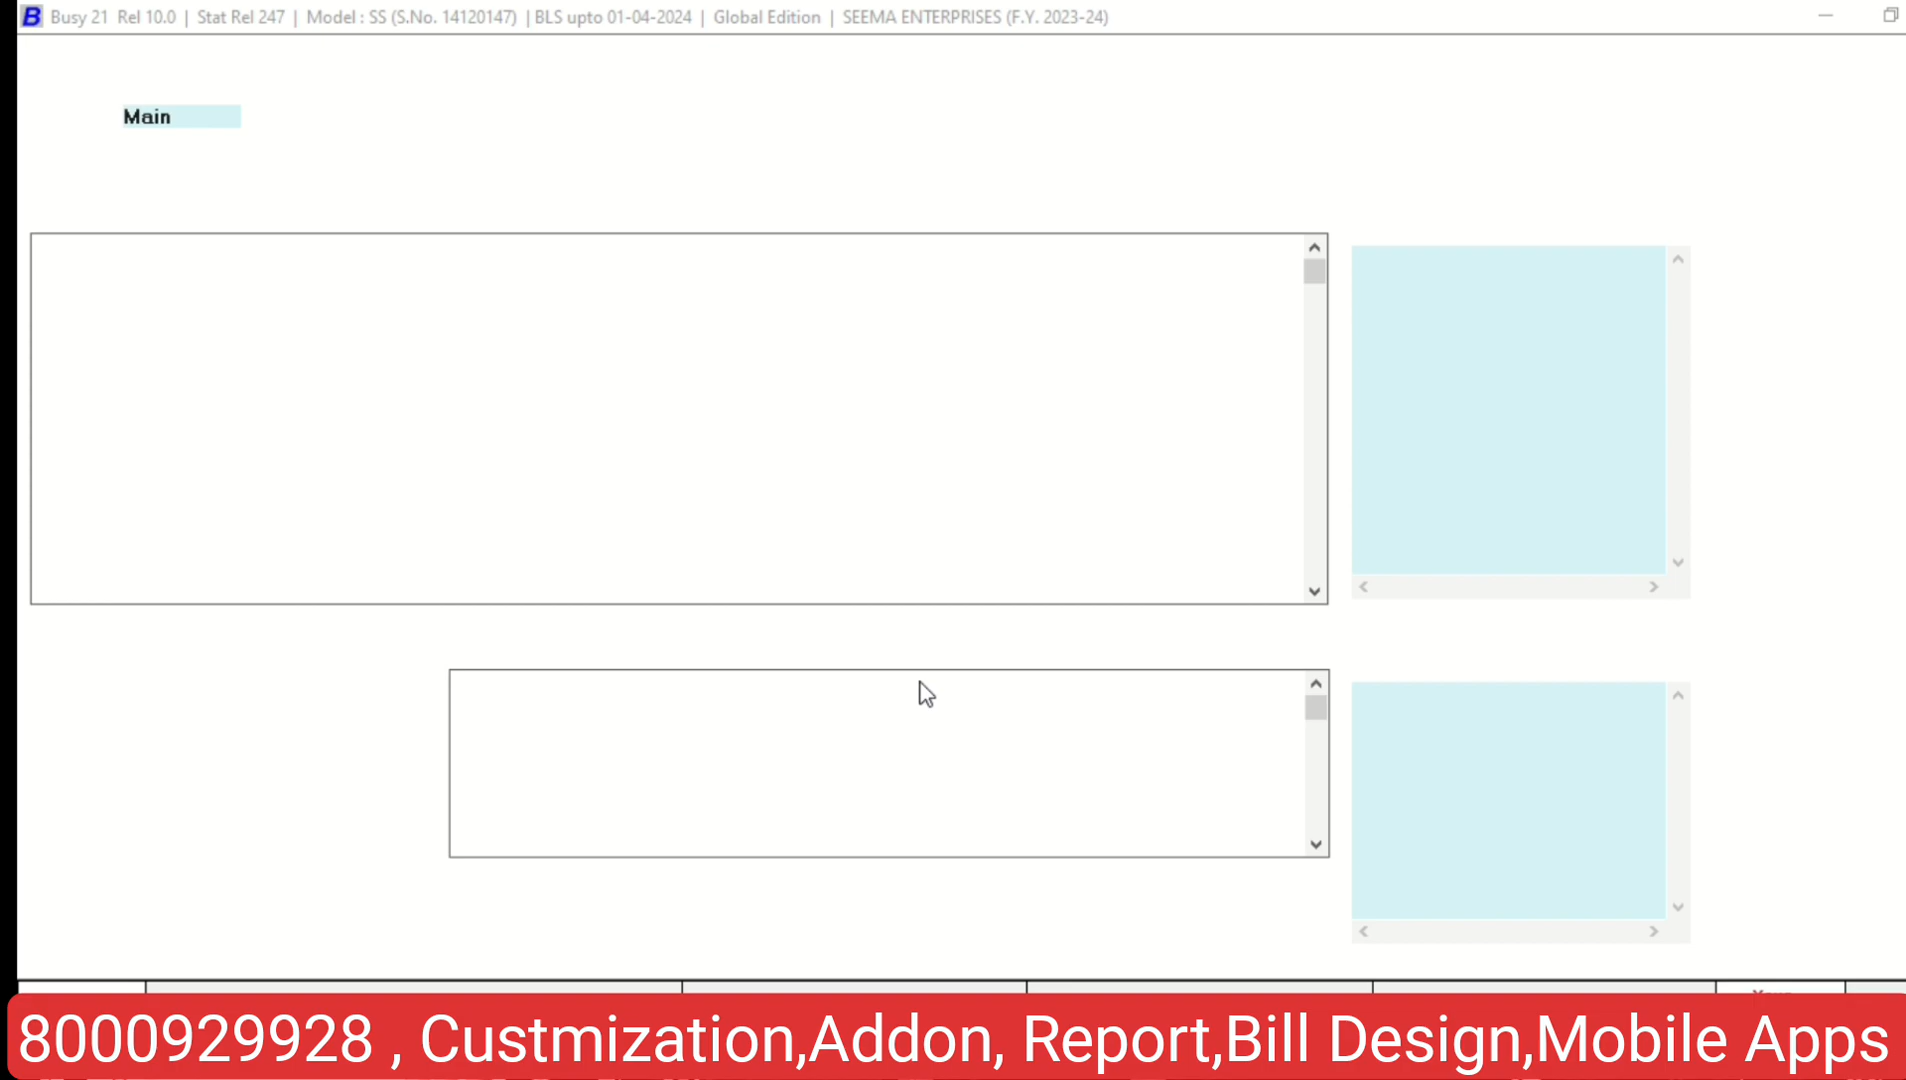 B Busy 21 Rel 10.0 | Stat Rel 247 | Model : SS (S.No. 14120147) | BLS upto 01-04-2024 | Global Edition | SEEMA ENTERPRISES (F.Y. 2023-24)
Main
8000929928 , Custmization,Addon, Report,Bill Design,Mobile Apps